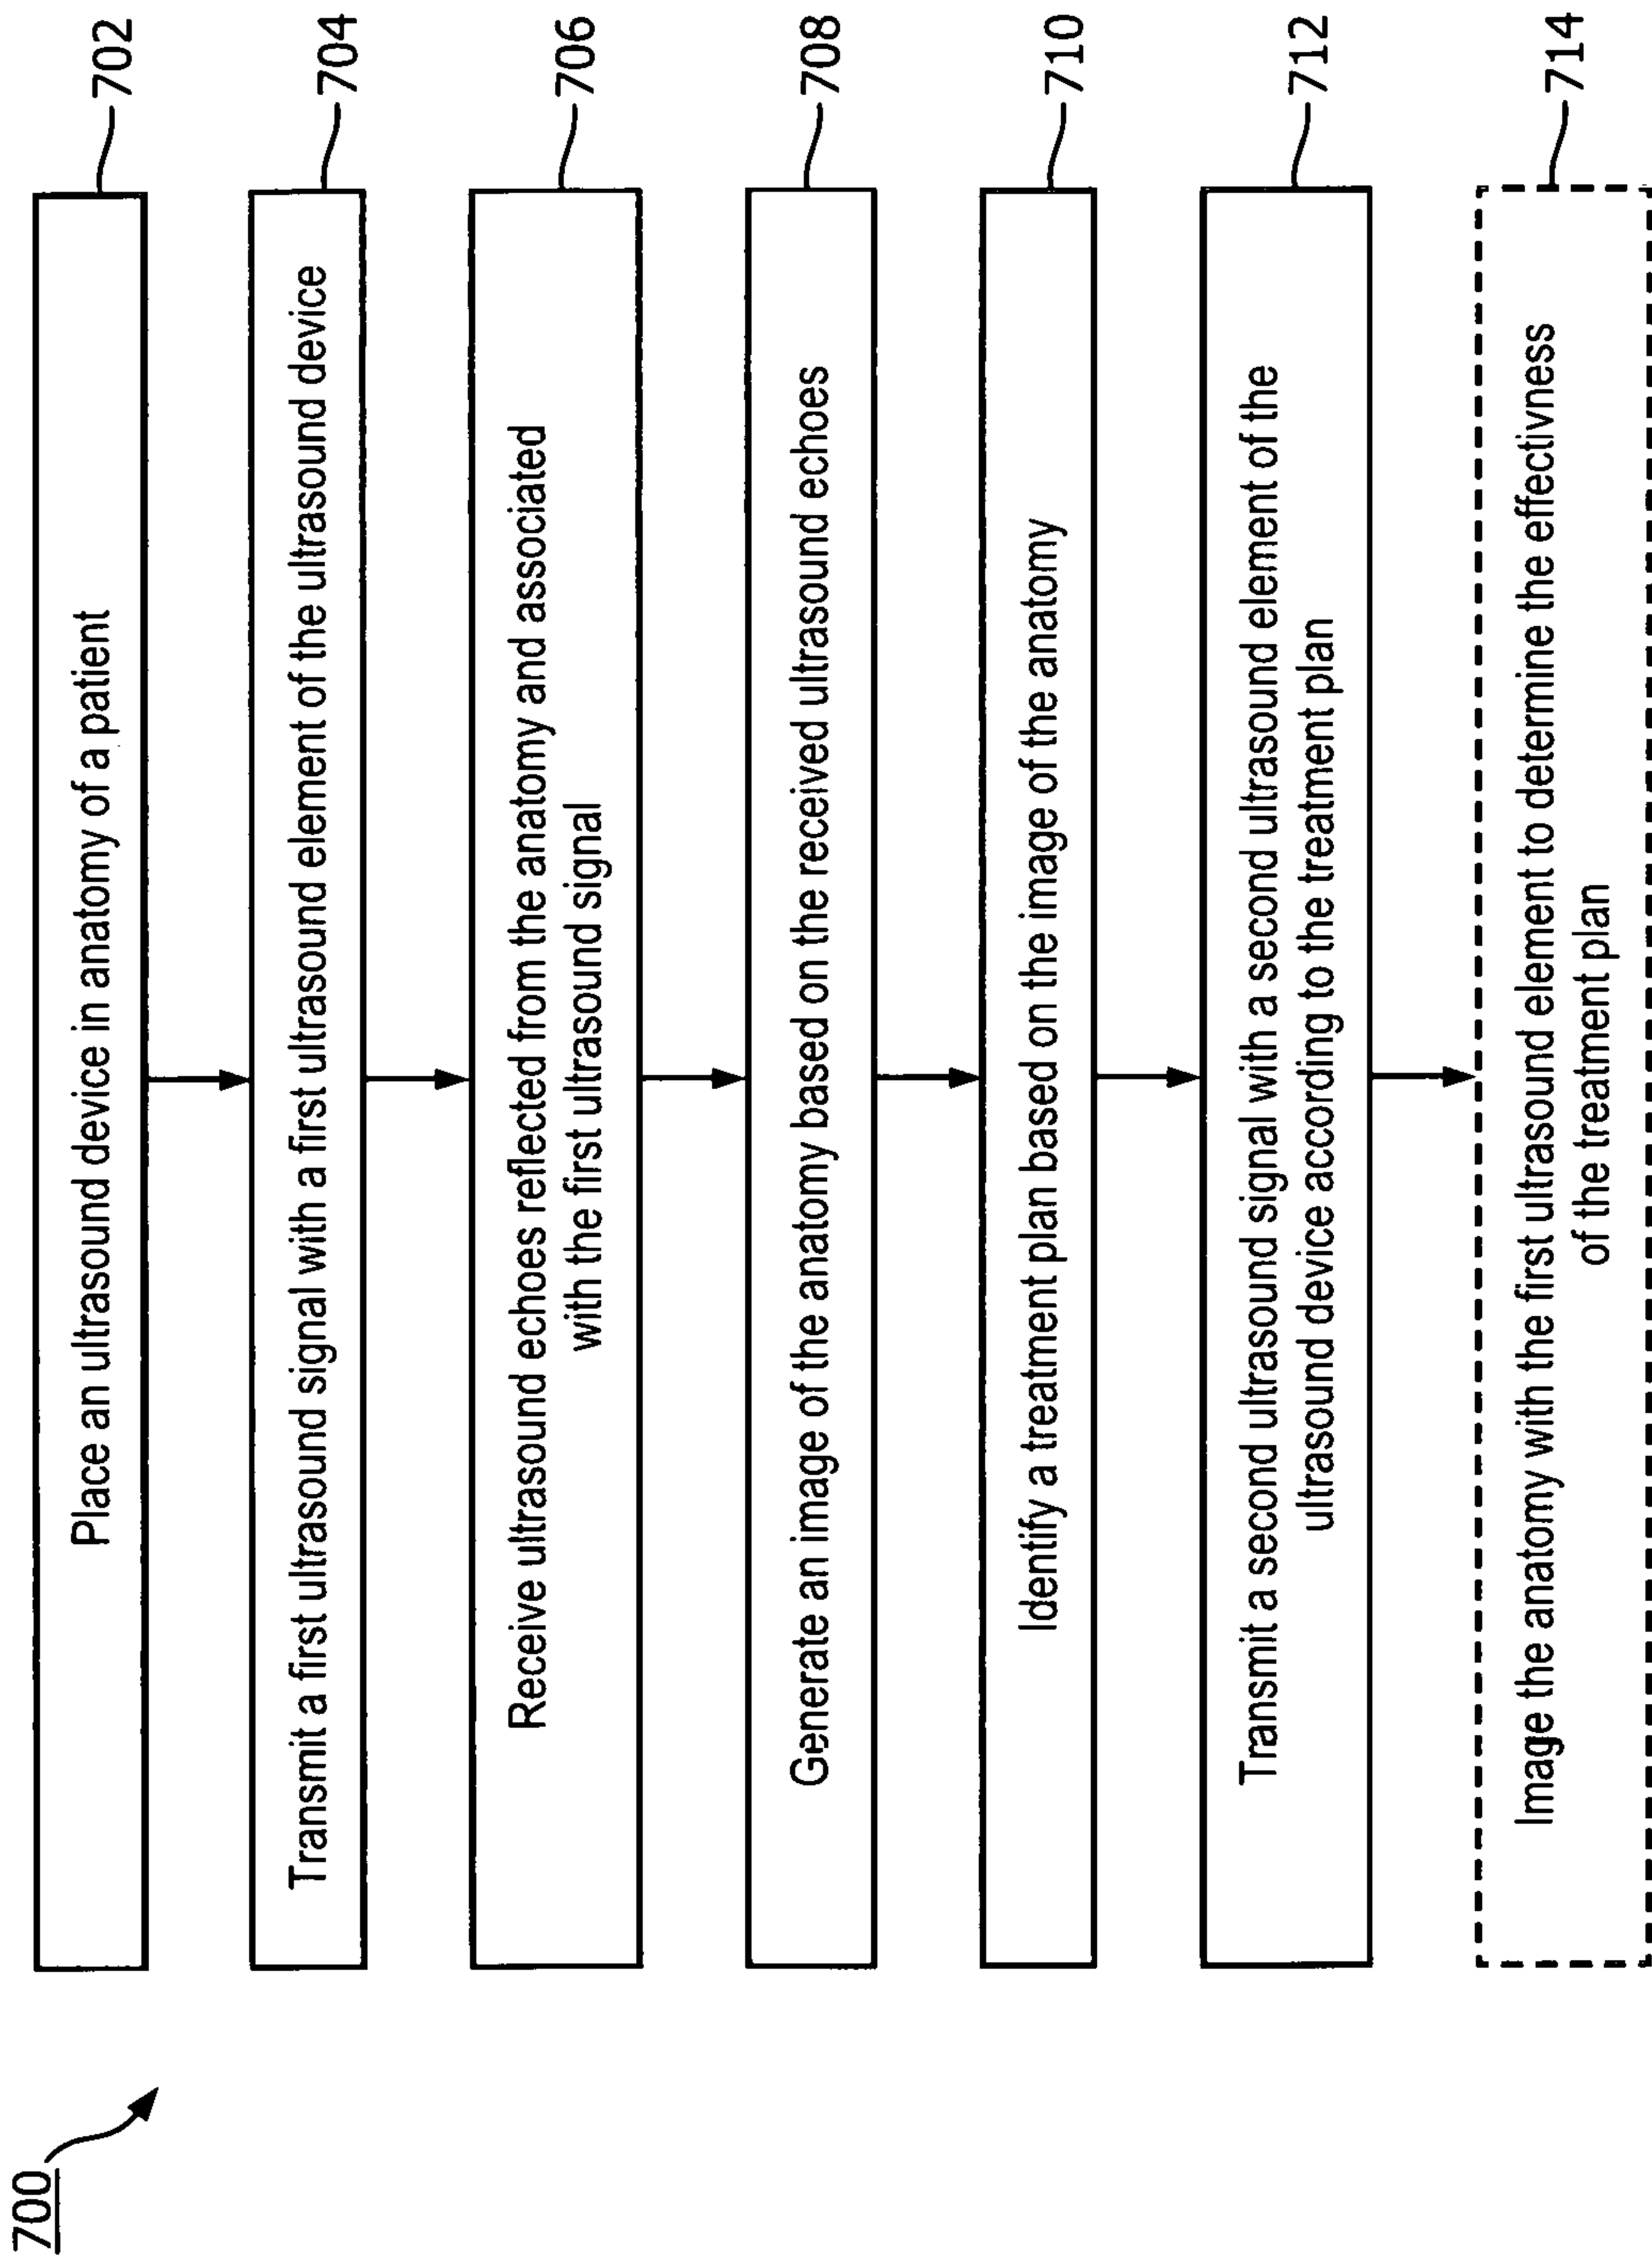 700
Place an ultrasound device in anatomy of a patient
702
Transmit a first ultrasound signal with a first ultrasound element of the ultrasound device
704
Receive ultrasound echoes reflected from the anatomy and associated
with the first ultrasound signal
706
Generate an image of the anatomy based on the received ultrasound echoes
708
Identify a treatment plan based on the image of the anatomy
710
Transmit a second ultrasound signal with a second ultrasound element of the
ultrasound device according to the treatment plan
712
Image the anatomy with the first ultrasound element to determine the effectivness
of the treatment plan
714